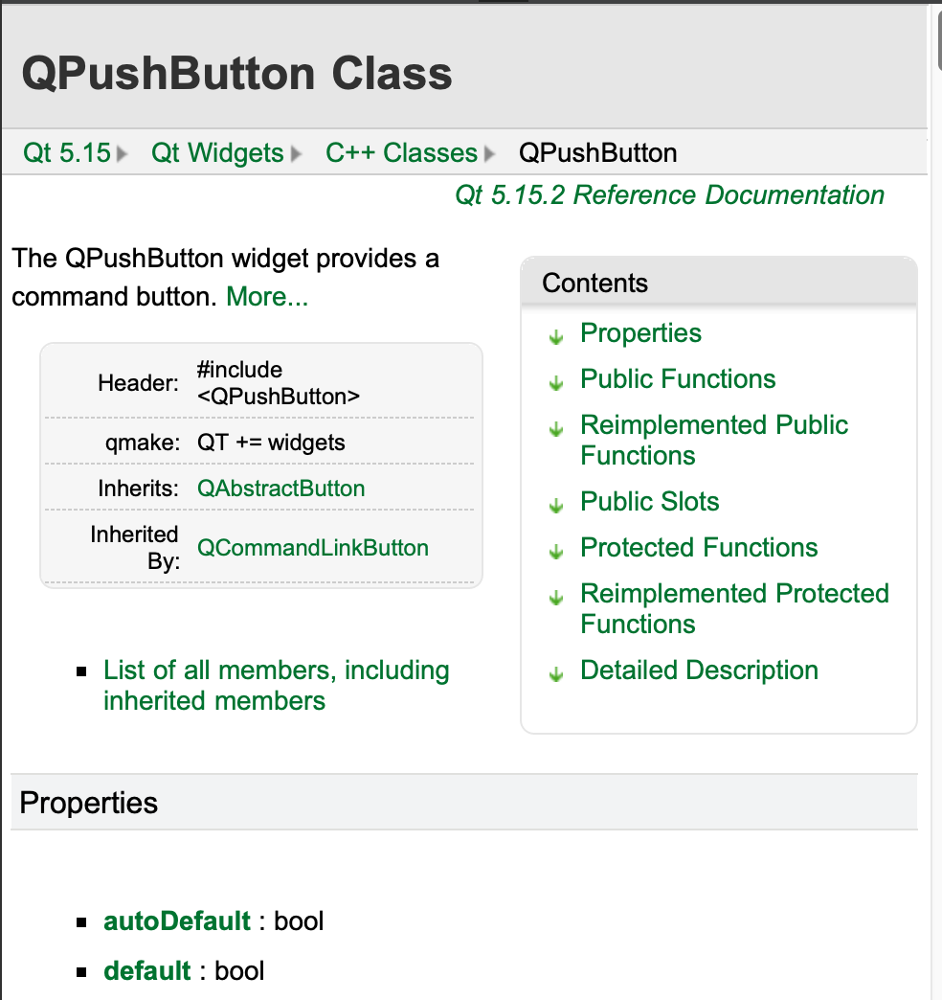 QPushButton Class
Qt 5.15 Qt Widgets C++ Classes QPushButton
Qt 5.15.2 Reference Documentation
The QPushButton widget provides a
command button. More...
Header: #include
<QPushButton>
qmake: QT += widgets
Inherits: QAbstractButton
Inherited
By: QCommandLinkButton
List of all members, including
inherited members
Contents
Properties
Public Functions
Reimplemented Public
Functions
Public Slots
Protected Functions
Reimplemented Protected
Functions
Detailed Description
Properties
autoDefault : bool
default : bool